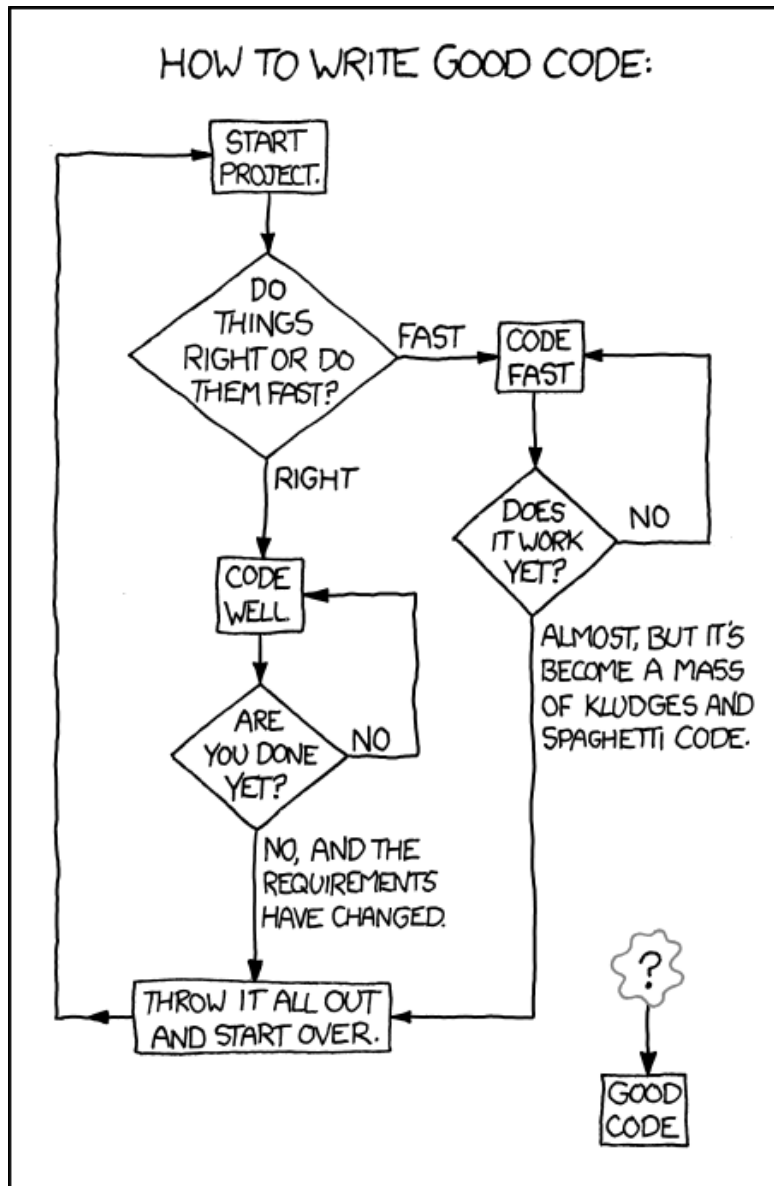 HOW TO WRITE GOOD CODE:
START
PROJECT.
DO
THINGS
RIGHT OR DO
THEM FAST?
FAST
CODE
FAST
RIGHT
DOES
IT WORK
YET?
NO
CODE
WELL
ALMOST, BUT IT'S
BECOME A MASS
OF KLUDGES AND
SPAGHETTI CODE.
ARE
YOU DONE
YET?
NO
NO, AND THE
REQUIREMENTS
HAVE CHANGED.
THROW IT ALL OUT
AND START OVER.
?
GOOD
CODE